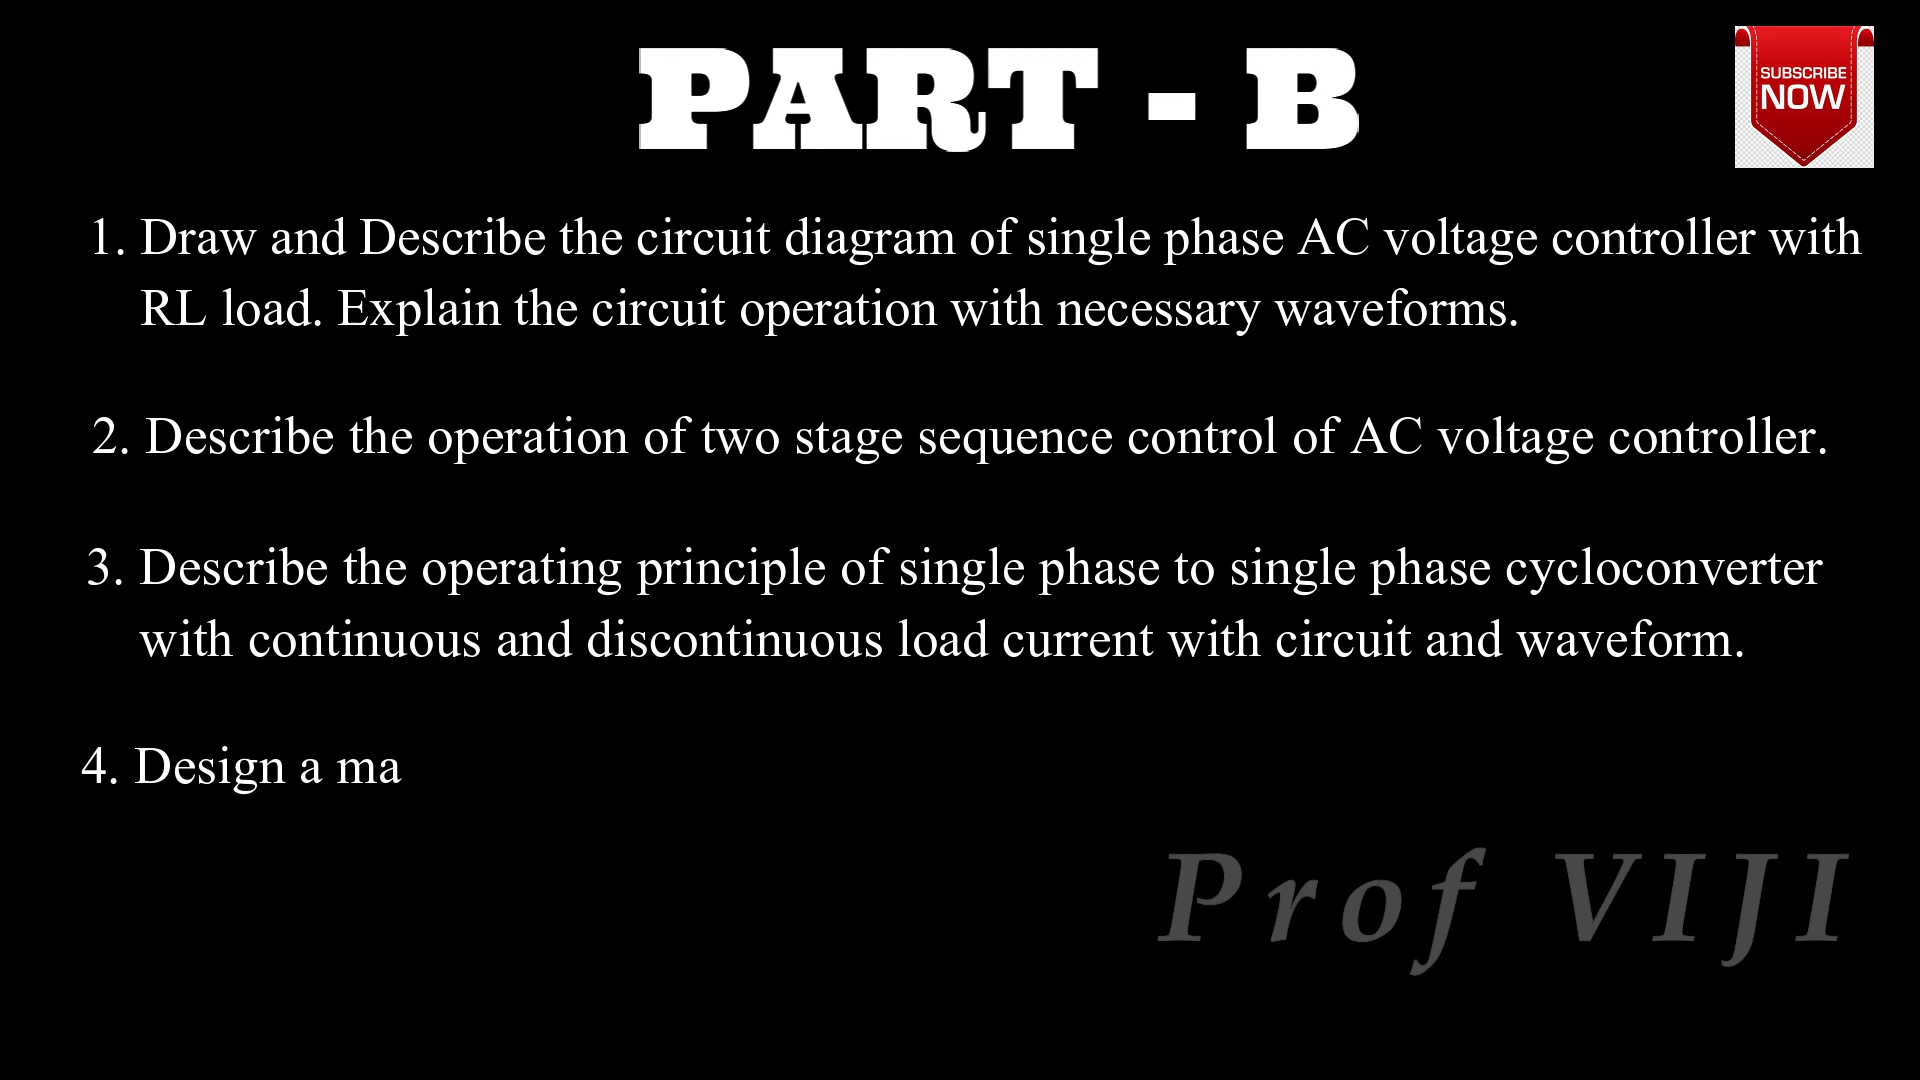 PART - B
SUBSCRIBE
NOW
1. Draw and Describe the circuit diagram of single phase AC voltage controller with
RL load. Explain the circuit operation with necessary waveforms.
2. Describe the operation of two stage sequence control of AC voltage controller.
3. Describe the operating principle of single phase to single phase cycloconverter
with continuous and discontinuous load current with circuit and waveform.
4. Design a ma
Prof VIJI